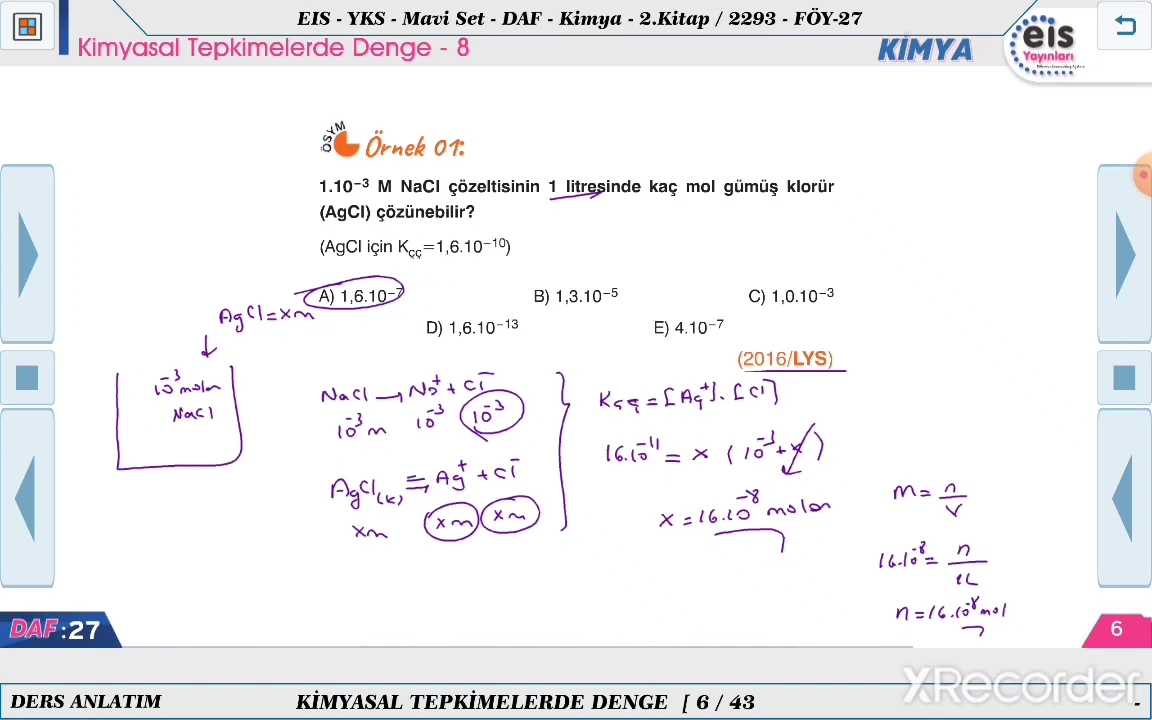 EIS - YKS - Mavi Set - DAF - Kimya - 2.Kitap / 2293 - FÖY-27
Kimyasal Tepkimelerde Denge - 8
KİMYA
eis
Yayınları
ÖSYM
Örnek 01:
1.10⁻³ M NaCl çözeltisinin 1 litresinde kaç mol gümüş klorür
(AgCl) çözünebilir?
(AgCl için Kçç=1,6.10⁻¹⁰)
A) 1,6.10⁻⁷
B) 1,3.10⁻⁵
C) 1,0.10⁻³
D) 1,6.10⁻¹³
E) 4.10⁻⁷
(2016/LYS)
AgCl = xm
10⁻³ molar
NaCl
NaCl → Na⁺ + Cl⁻
10⁻³ m 10⁻³ 10⁻³
AgCl(k) ⇌ Ag⁺ + Cl⁻
xm xm xm
Kçç = [Ag⁺] . [Cl⁻]
16.10⁻¹¹ = x (10⁻³ + x)
x = 16.10⁻⁸ molar
M = n/V
16.10⁻⁸ = n/1L
n = 16.10⁻⁸ mol
DAF:27
6
XRecorder
DERS ANLATIM
KİMYASAL TEPKİMELERDE DENGE [ 6 / 43
-